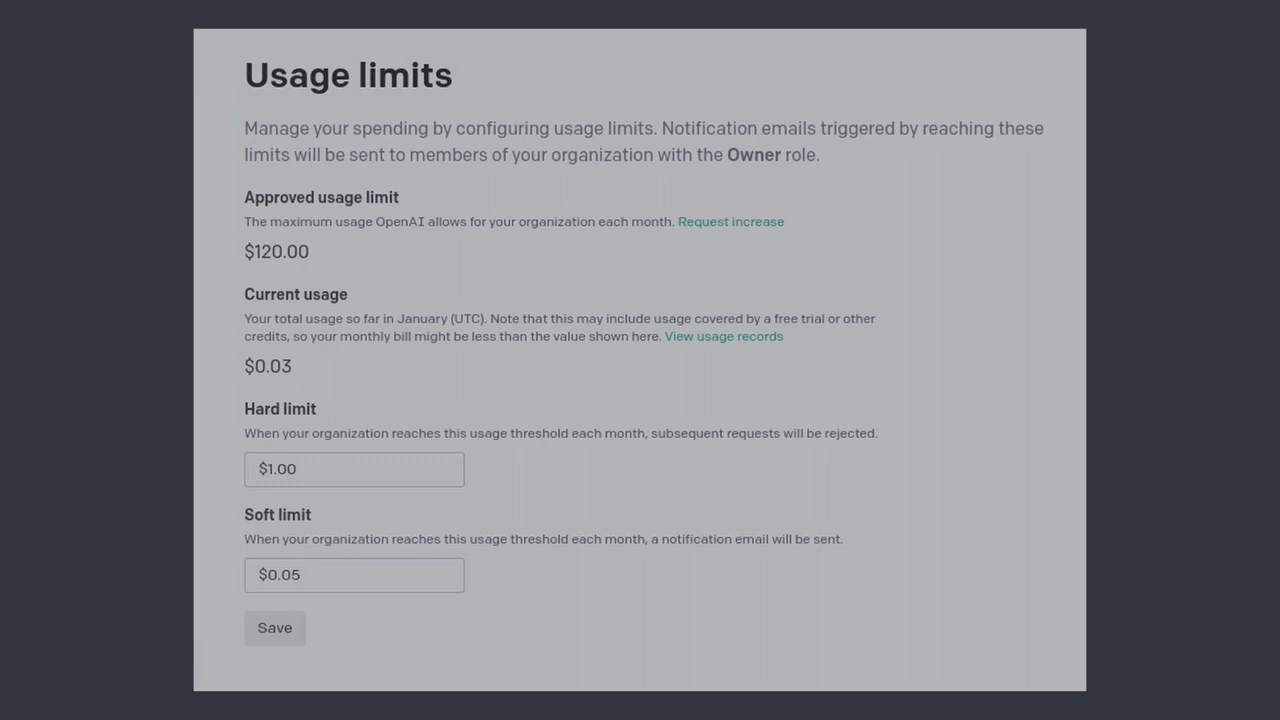 Usage limits
Manage your spending by configuring usage limits. Notification emails triggered by reaching these
limits will be sent to members of your organization with the Owner role.
Approved usage limit
The maximum usage OpenAI allows for your organization each month. Request increase
$120.00
Current usage
Your total usage so far in January (UTC). Note that this may include usage covered by a free trial or other
credits, so your monthly bill might be less than the value shown here. View usage records
$0.03
Hard limit
When your organization reaches this usage threshold each month, subsequent requests will be rejected.
$1.00
Soft limit
When your organization reaches this usage threshold each month, a notification email will be sent.
$0.05
Save